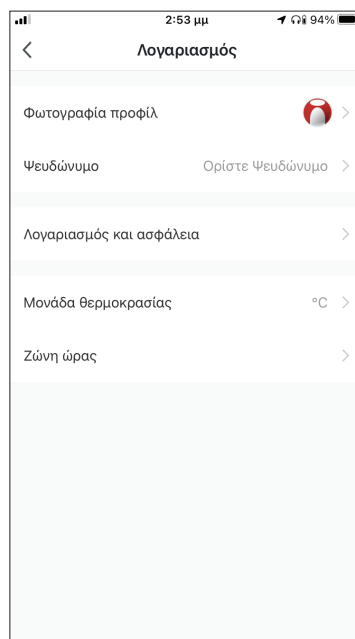 2:53 μμ 94%
Λογαριασμός
Φωτογραφία προφίλ
Ψευδώνυμο Ορίστε Ψευδώνυμο
Λογαριασμός και ασφάλεια
Μονάδα θερμοκρασίας °C
Ζώνη ώρας